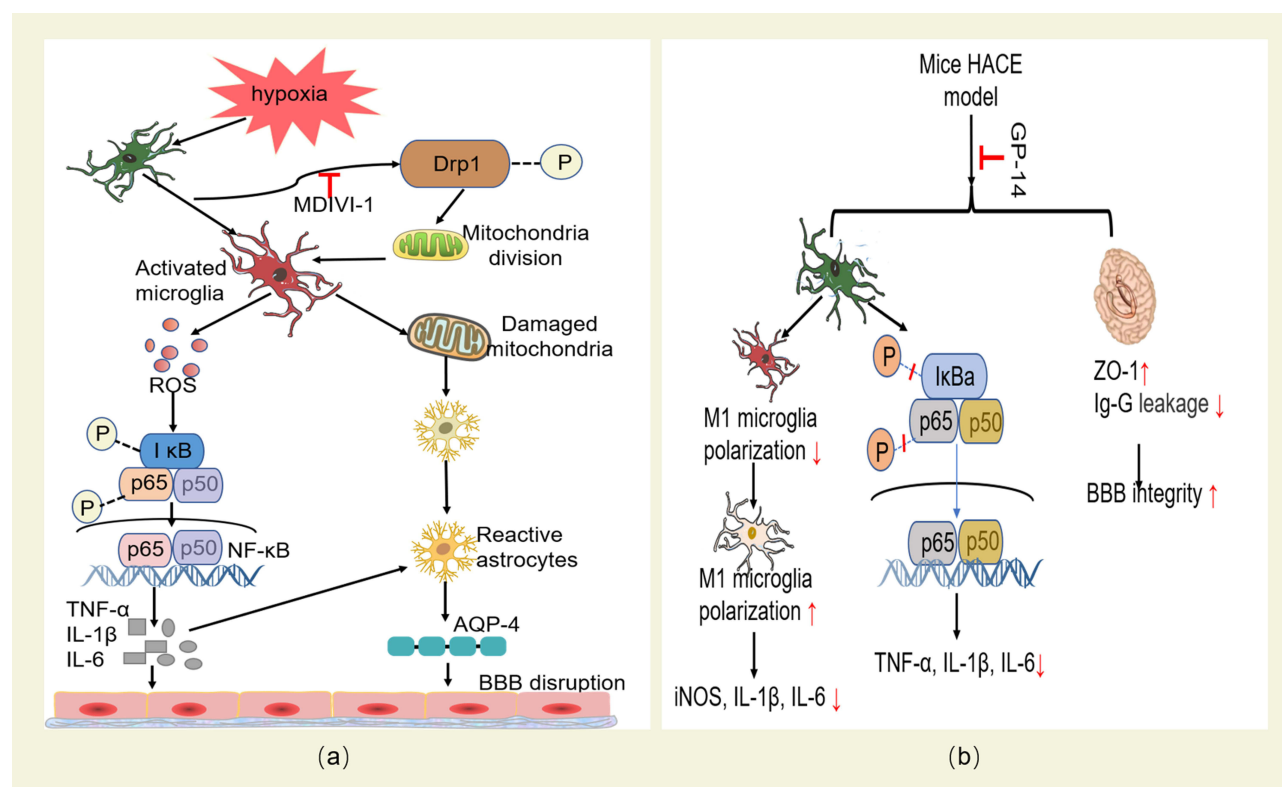 hypoxia
Drp1
P
MDIVI-1
Mitochondria
division
Activated
microglia
Damaged
mitochondria
ROS
P
I κB
p65
p50
P
p65
p50
NF-κB
Reactive
astrocytes
TNF-α
IL-1β
IL-6
AQP-4
BBB disruption
(a)
Mice HACE
model
GP-14
P
IκBa
p65
p50
P
M1 microglia
polarization ↓
ZO-1↑
Ig-G leakage ↓
BBB integrity ↑
p65
p50
M1 microglia
polarization ↑
TNF-α, IL-1β, IL-6↓
iNOS, IL-1β, IL-6 ↓
(b)